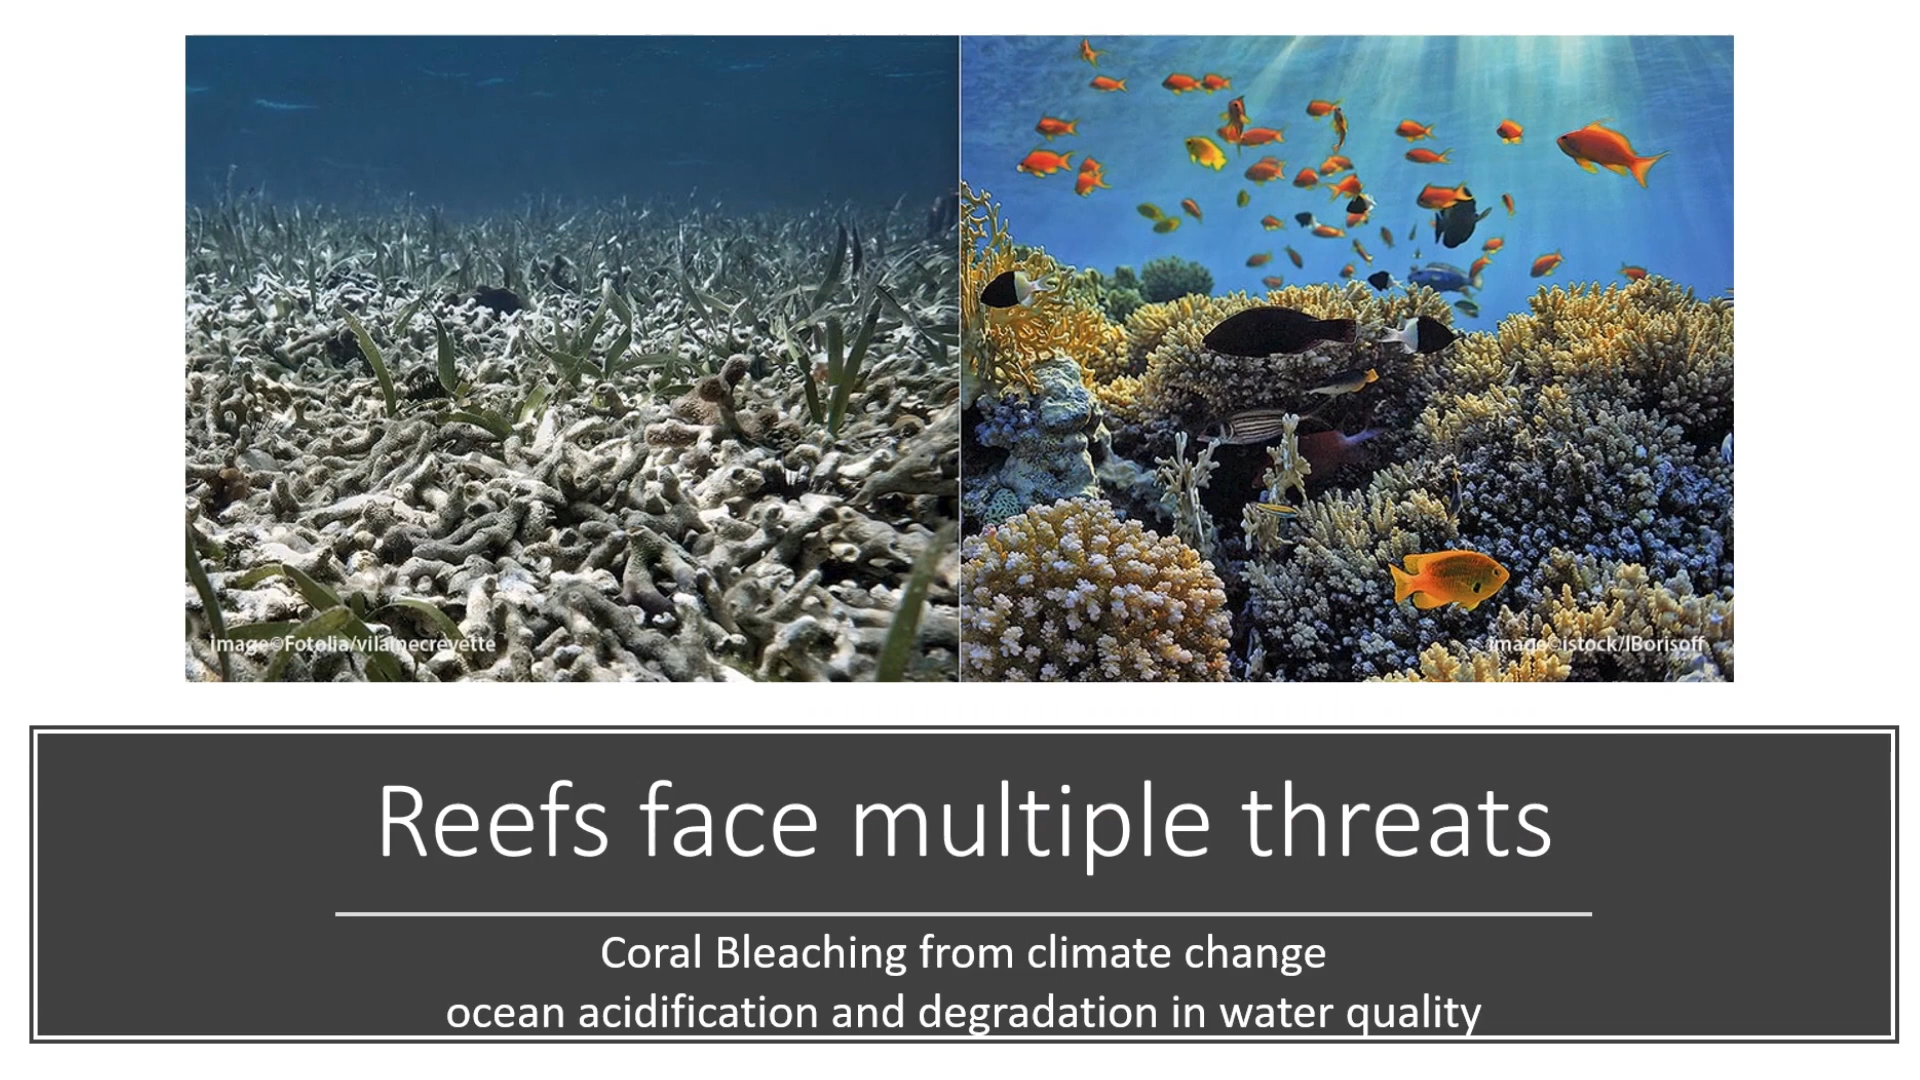 image©Fotolia/vilainecrevette
image©istock/IBorisoff
Reefs face multiple threats
Coral Bleaching from climate change
ocean acidification and degradation in water quality